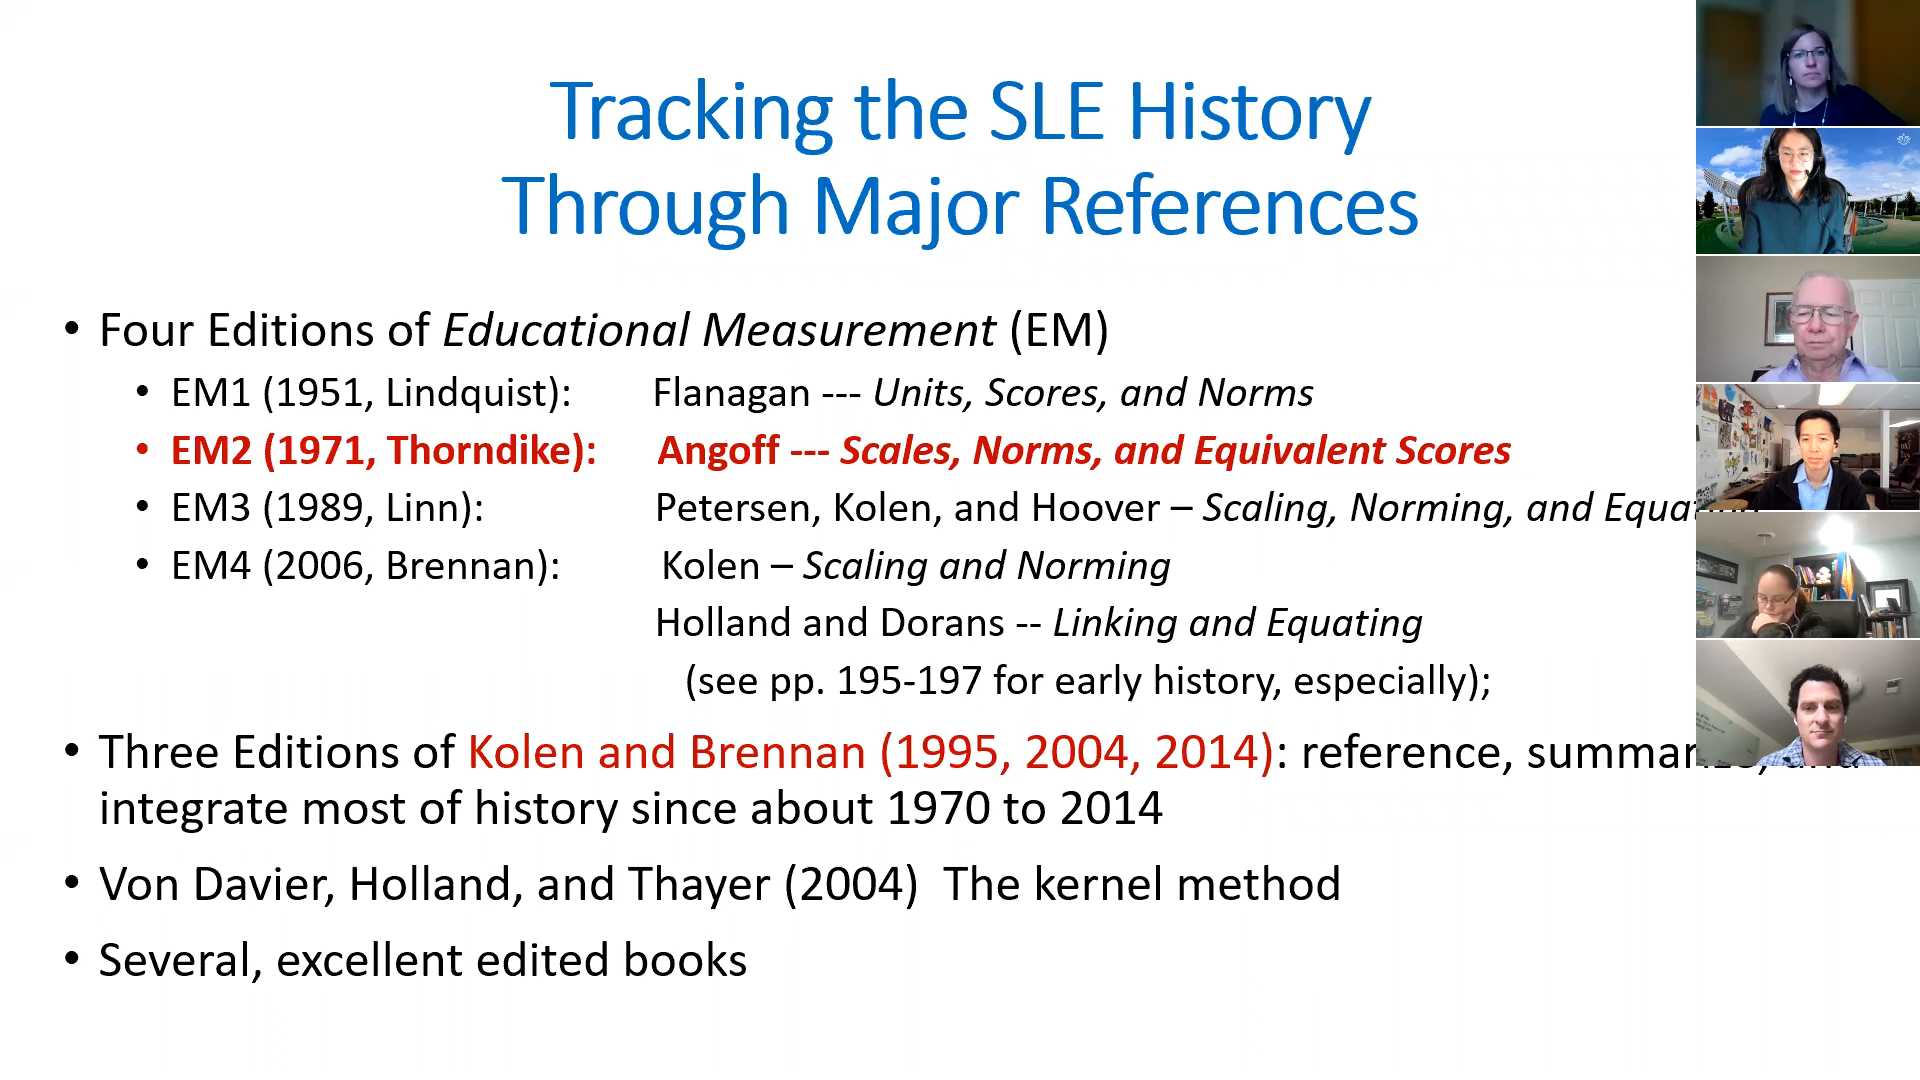 Tracking the SLE History
Through Major References
• Four Editions of Educational Measurement (EM)
• EM1 (1951, Lindquist): Flanagan --- Units, Scores, and Norms
• EM2 (1971, Thorndike): Angoff --- Scales, Norms, and Equivalent Scores
• EM3 (1989, Linn): Petersen, Kolen, and Hoover – Scaling, Norming, and
• EM4 (2006, Brennan): Kolen – Scaling and Norming
Holland and Dorans -- Linking and Equating
(see pp. 195-197 for early history, especially);
• Three Editions of Kolen and Brennan (1995, 2004, 2014): reference,
integrate most of history since about 1970 to 2014
• Von Davier, Holland, and Thayer (2004) The kernel method
• Several, excellent edited books